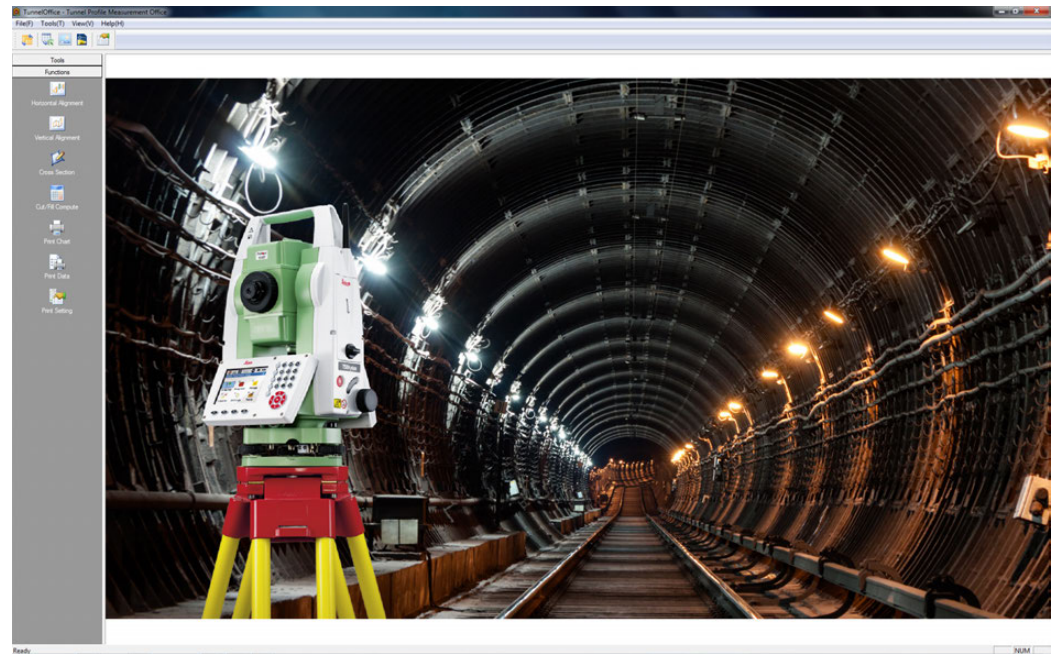 TunnelOffice - Tunnel Profile Measurement Office
File(F) Tools(T) View(V) Help(H)
Tools
Functions
Horizontal Alignment
Vertical Alignment
Cross Section
Cut/Fill Compute
Print Chart
Print Data
Print Setting
Leica
Leica
Ready
NUM